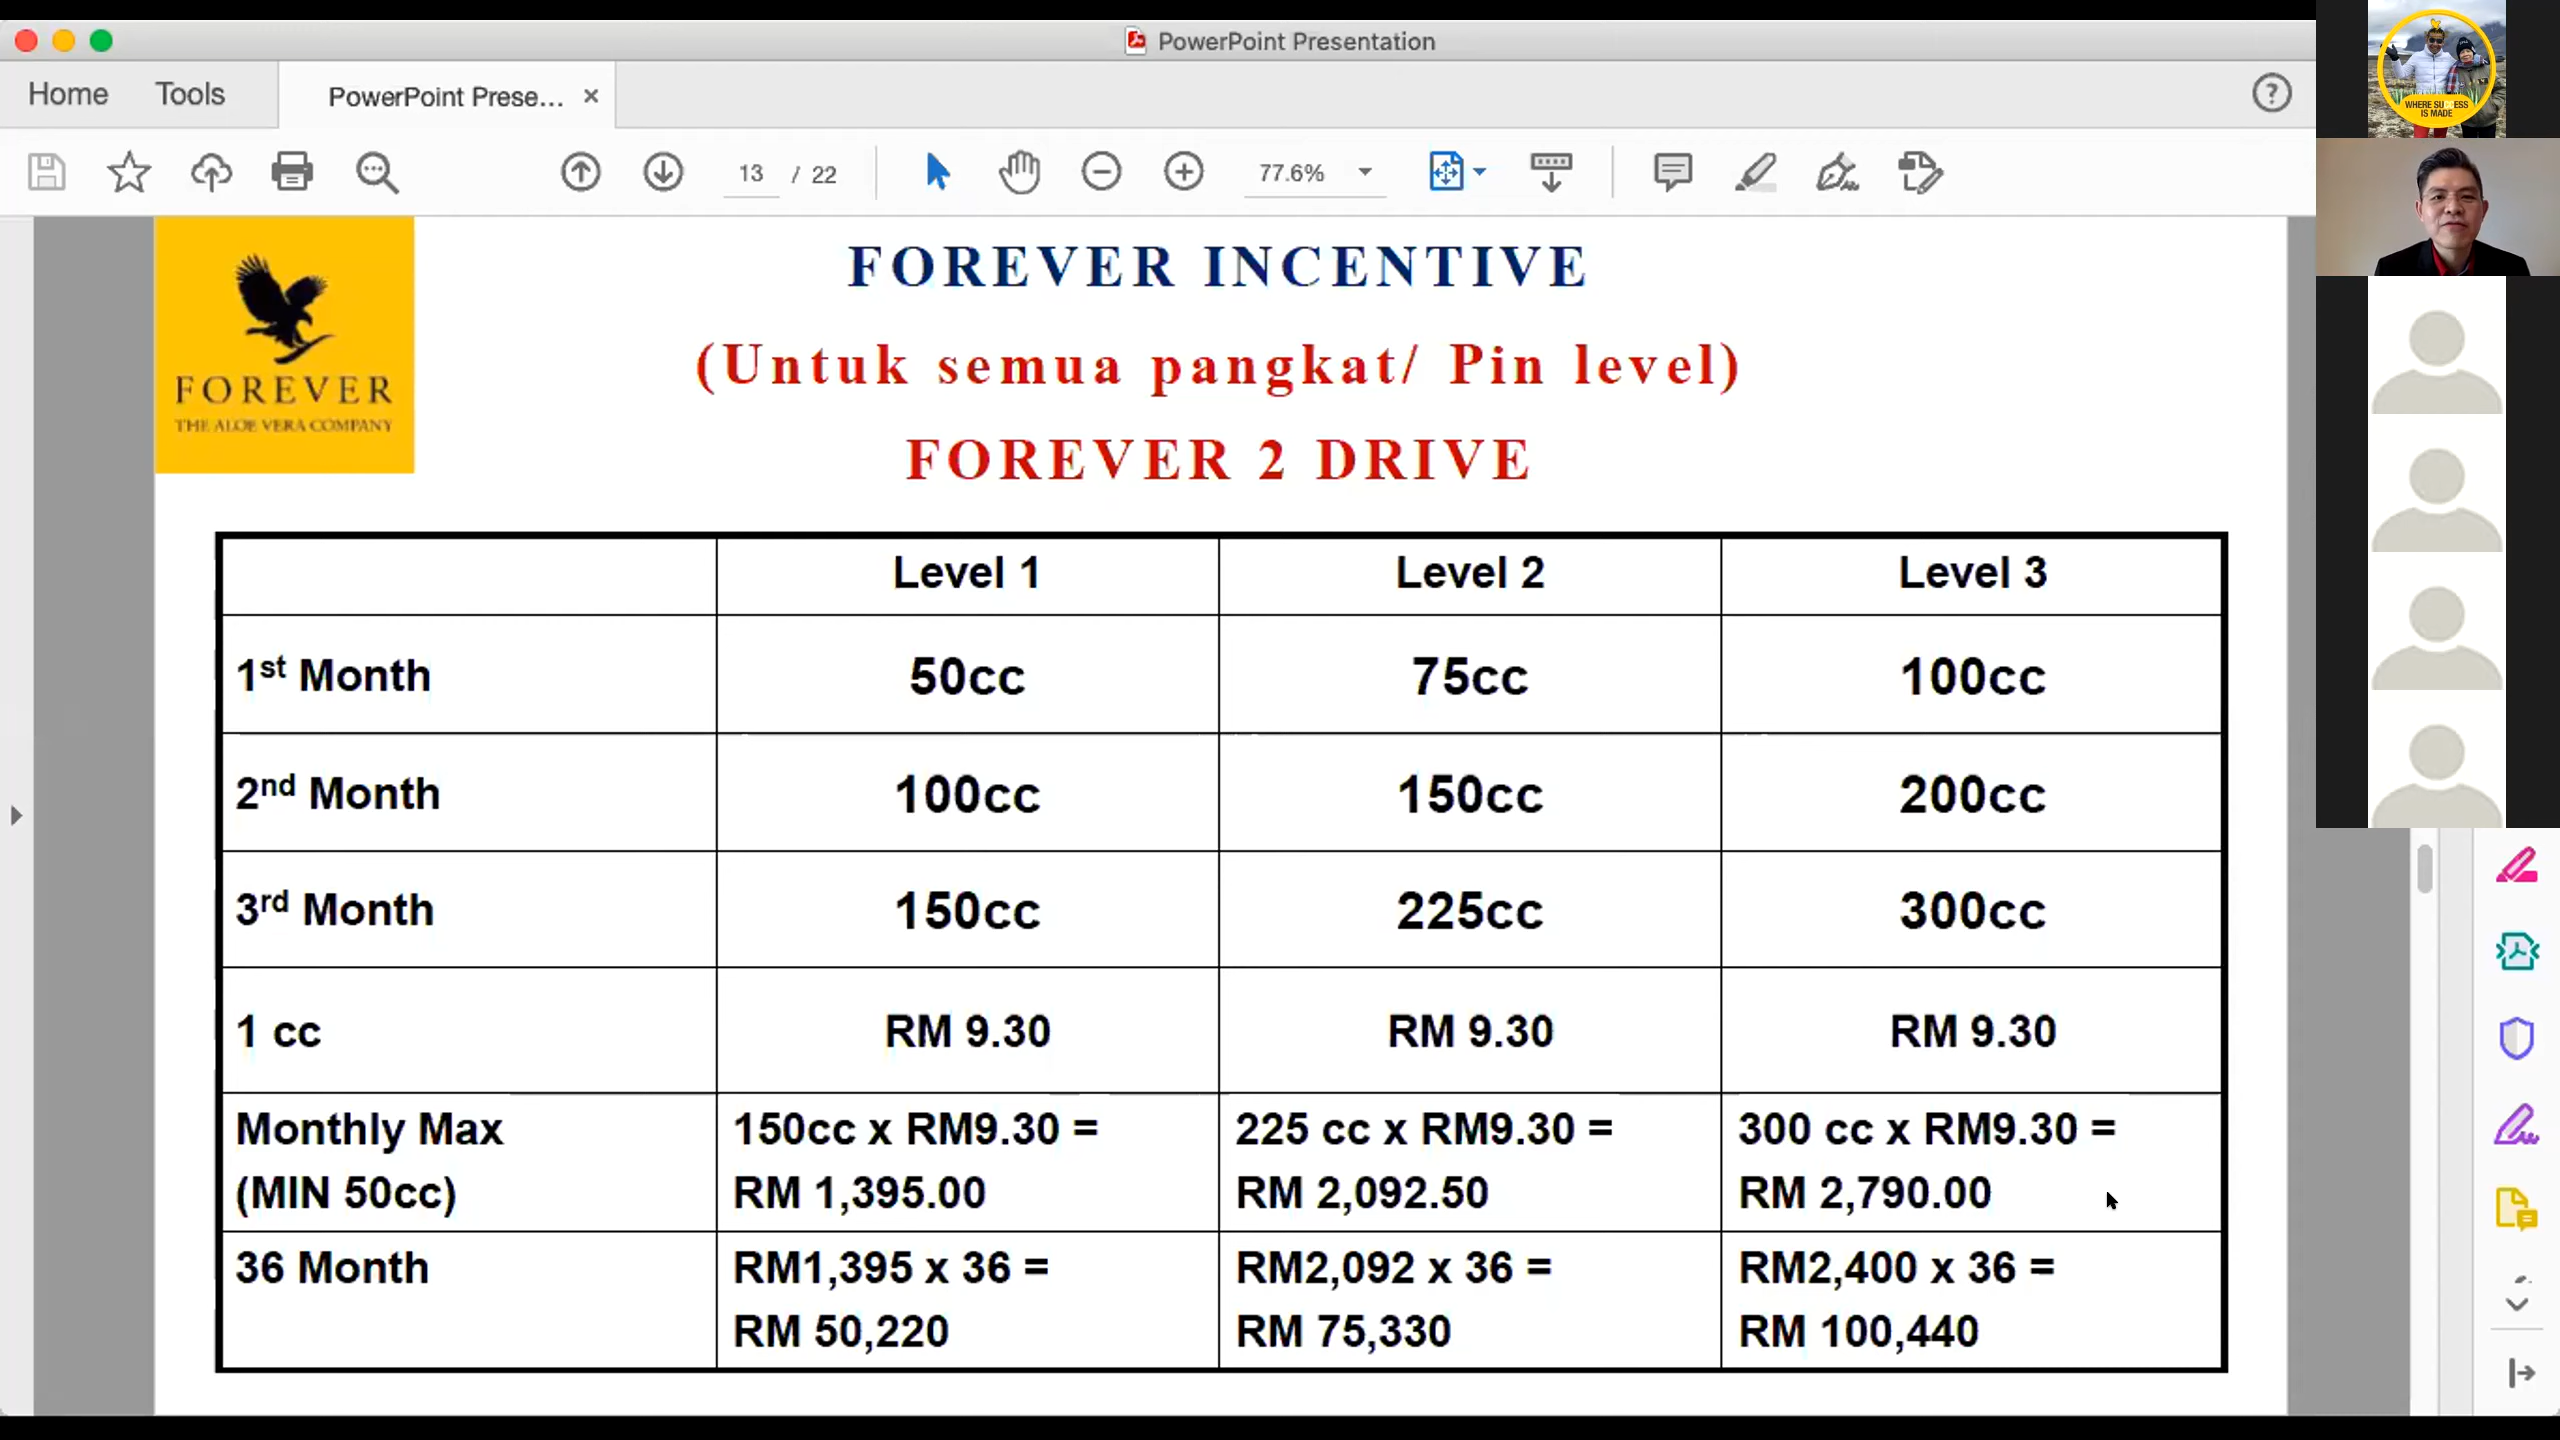 PowerPoint Presentation
Home Tools PowerPoint Prese... ×
13 / 22 77.6%
WHERE SUCCESS
IS MADE
FOREVER
THE ALOE VERA COMPANY
FOREVER INCENTIVE
(Untuk semua pangkat/ Pin level)
FOREVER 2 DRIVE
Level 1 Level 2 Level 3
1st Month 50cc 75cc 100cc
2nd Month 100cc 150cc 200cc
3rd Month 150cc 225cc 300cc
1 cc RM 9.30 RM 9.30 RM 9.30
Monthly Max 150cc x RM9.30 = 225 cc x RM9.30 = 300 cc x RM9.30 =
(MIN 50cc) RM 1,395.00 RM 2,092.50 RM 2,790.00
36 Month RM1,395 x 36 = RM2,092 x 36 = RM2,400 x 36 =
RM 50,220 RM 75,330 RM 100,440